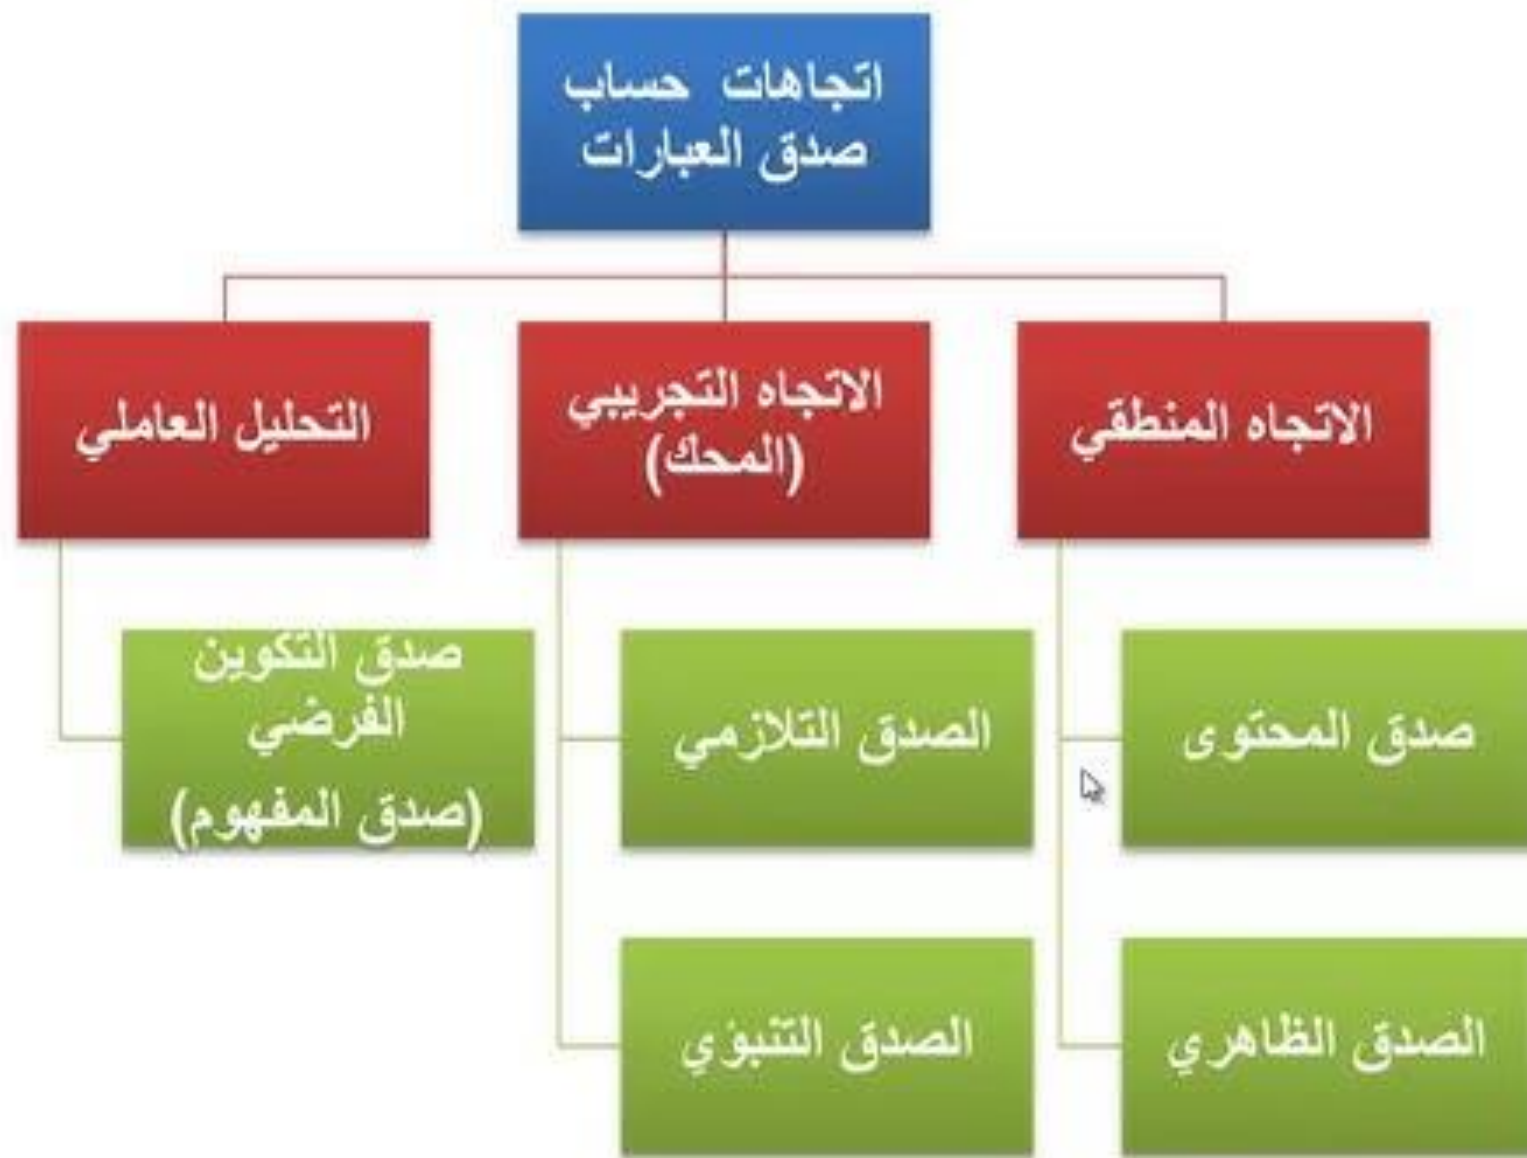 اتجاهات حساب
صدق العبارات
الاتجاه المنطقي
الاتجاه التجريبي
(المحك)
التحليل العاملي
صدق المحتوى
الصدق التلازمي
صدق التكوين
الفرضي
(صدق المفهوم)
الصدق الظاهري
الصدق التنبوي